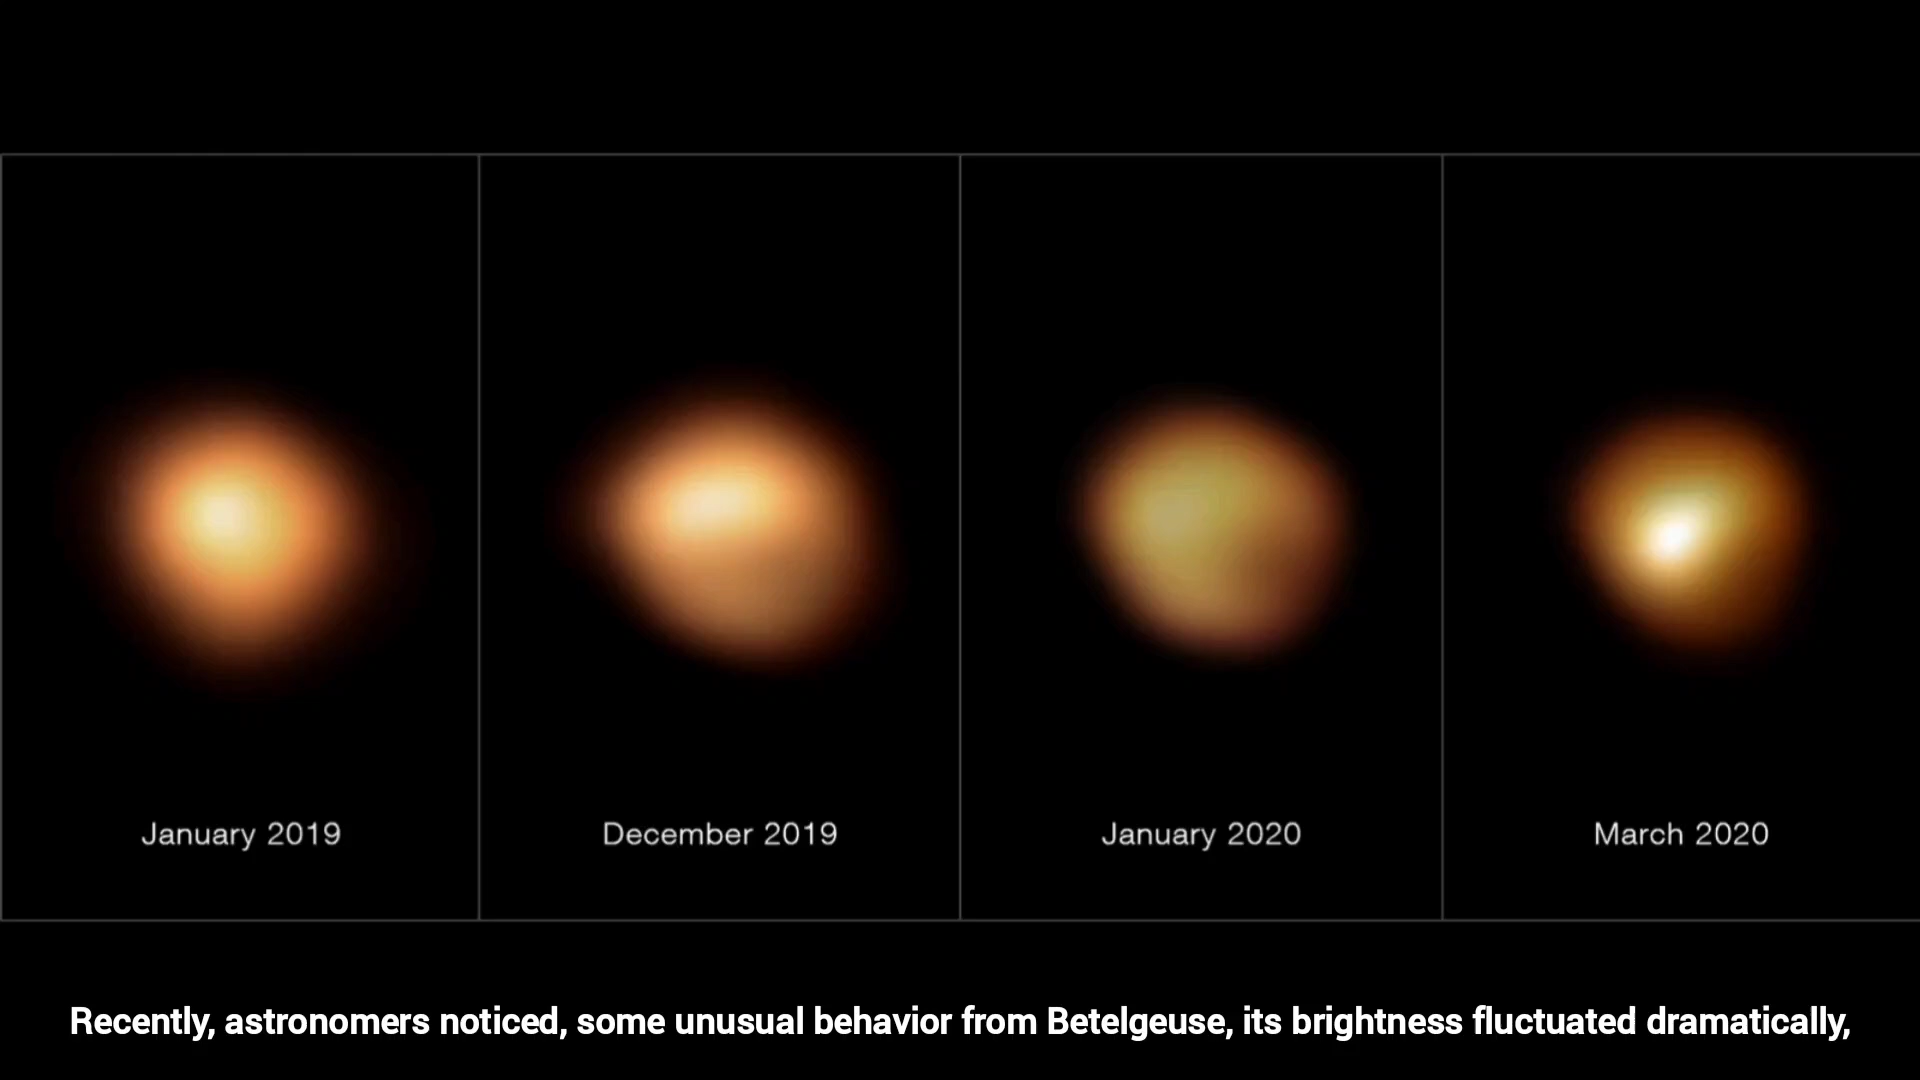 January 2019
December 2019
January 2020
March 2020
Recently, astronomers noticed, some unusual behavior from Betelgeuse, its brightness fluctuated dramatically,